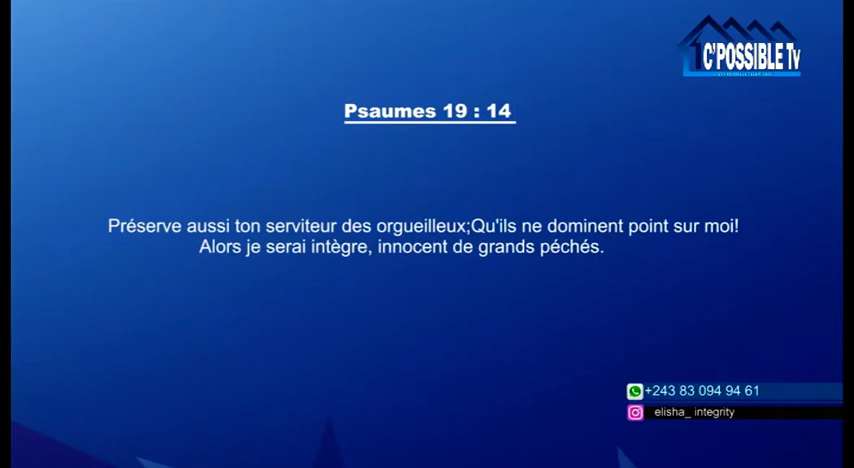 C'POSSIBLE Tv
Psaumes 19 : 14
Préserve aussi ton serviteur des orgueilleux;Qu'ils ne dominent point sur moi!
Alors je serai intègre, innocent de grands péchés.
+243 83 094 94 61
elisha_ integrity